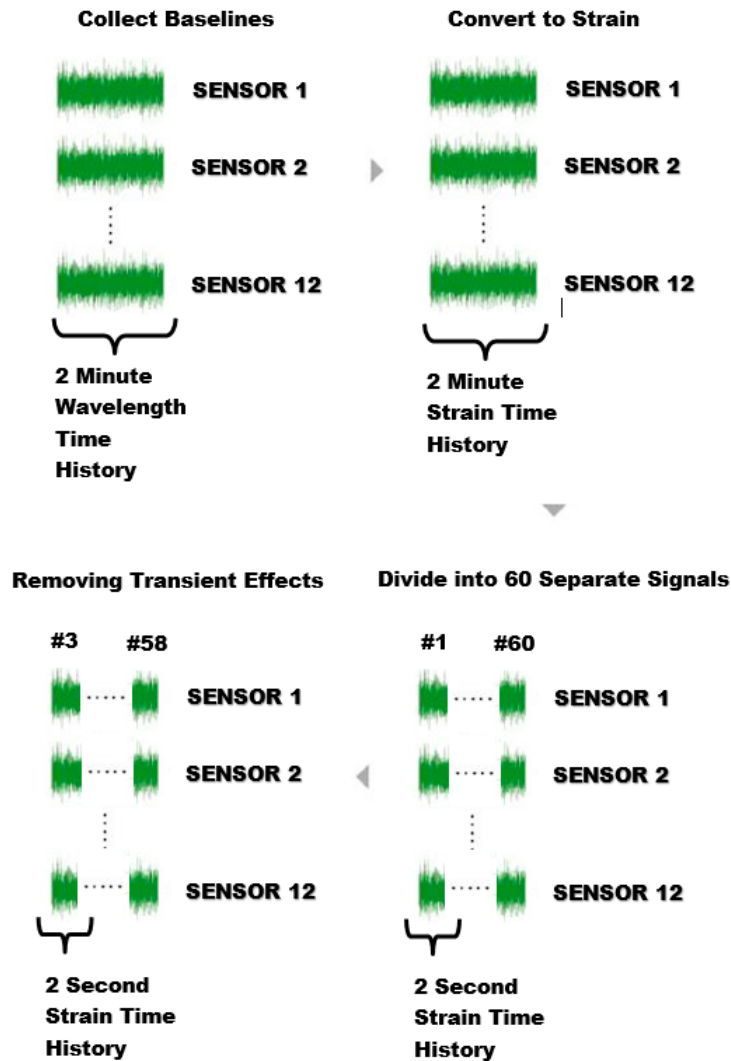 Collect Baselines
SENSOR 1
SENSOR 2
SENSOR 12
2 Minute
Wavelength
Time
History
Convert to Strain
SENSOR 1
SENSOR 2
SENSOR 12
2 Minute
Strain Time
History
Divide into 60 Separate Signals
#1 #60
SENSOR 1
SENSOR 2
SENSOR 12
2 Second
Strain Time
History
Removing Transient Effects
#3 #58
SENSOR 1
SENSOR 2
SENSOR 12
2 Second
Strain Time
History